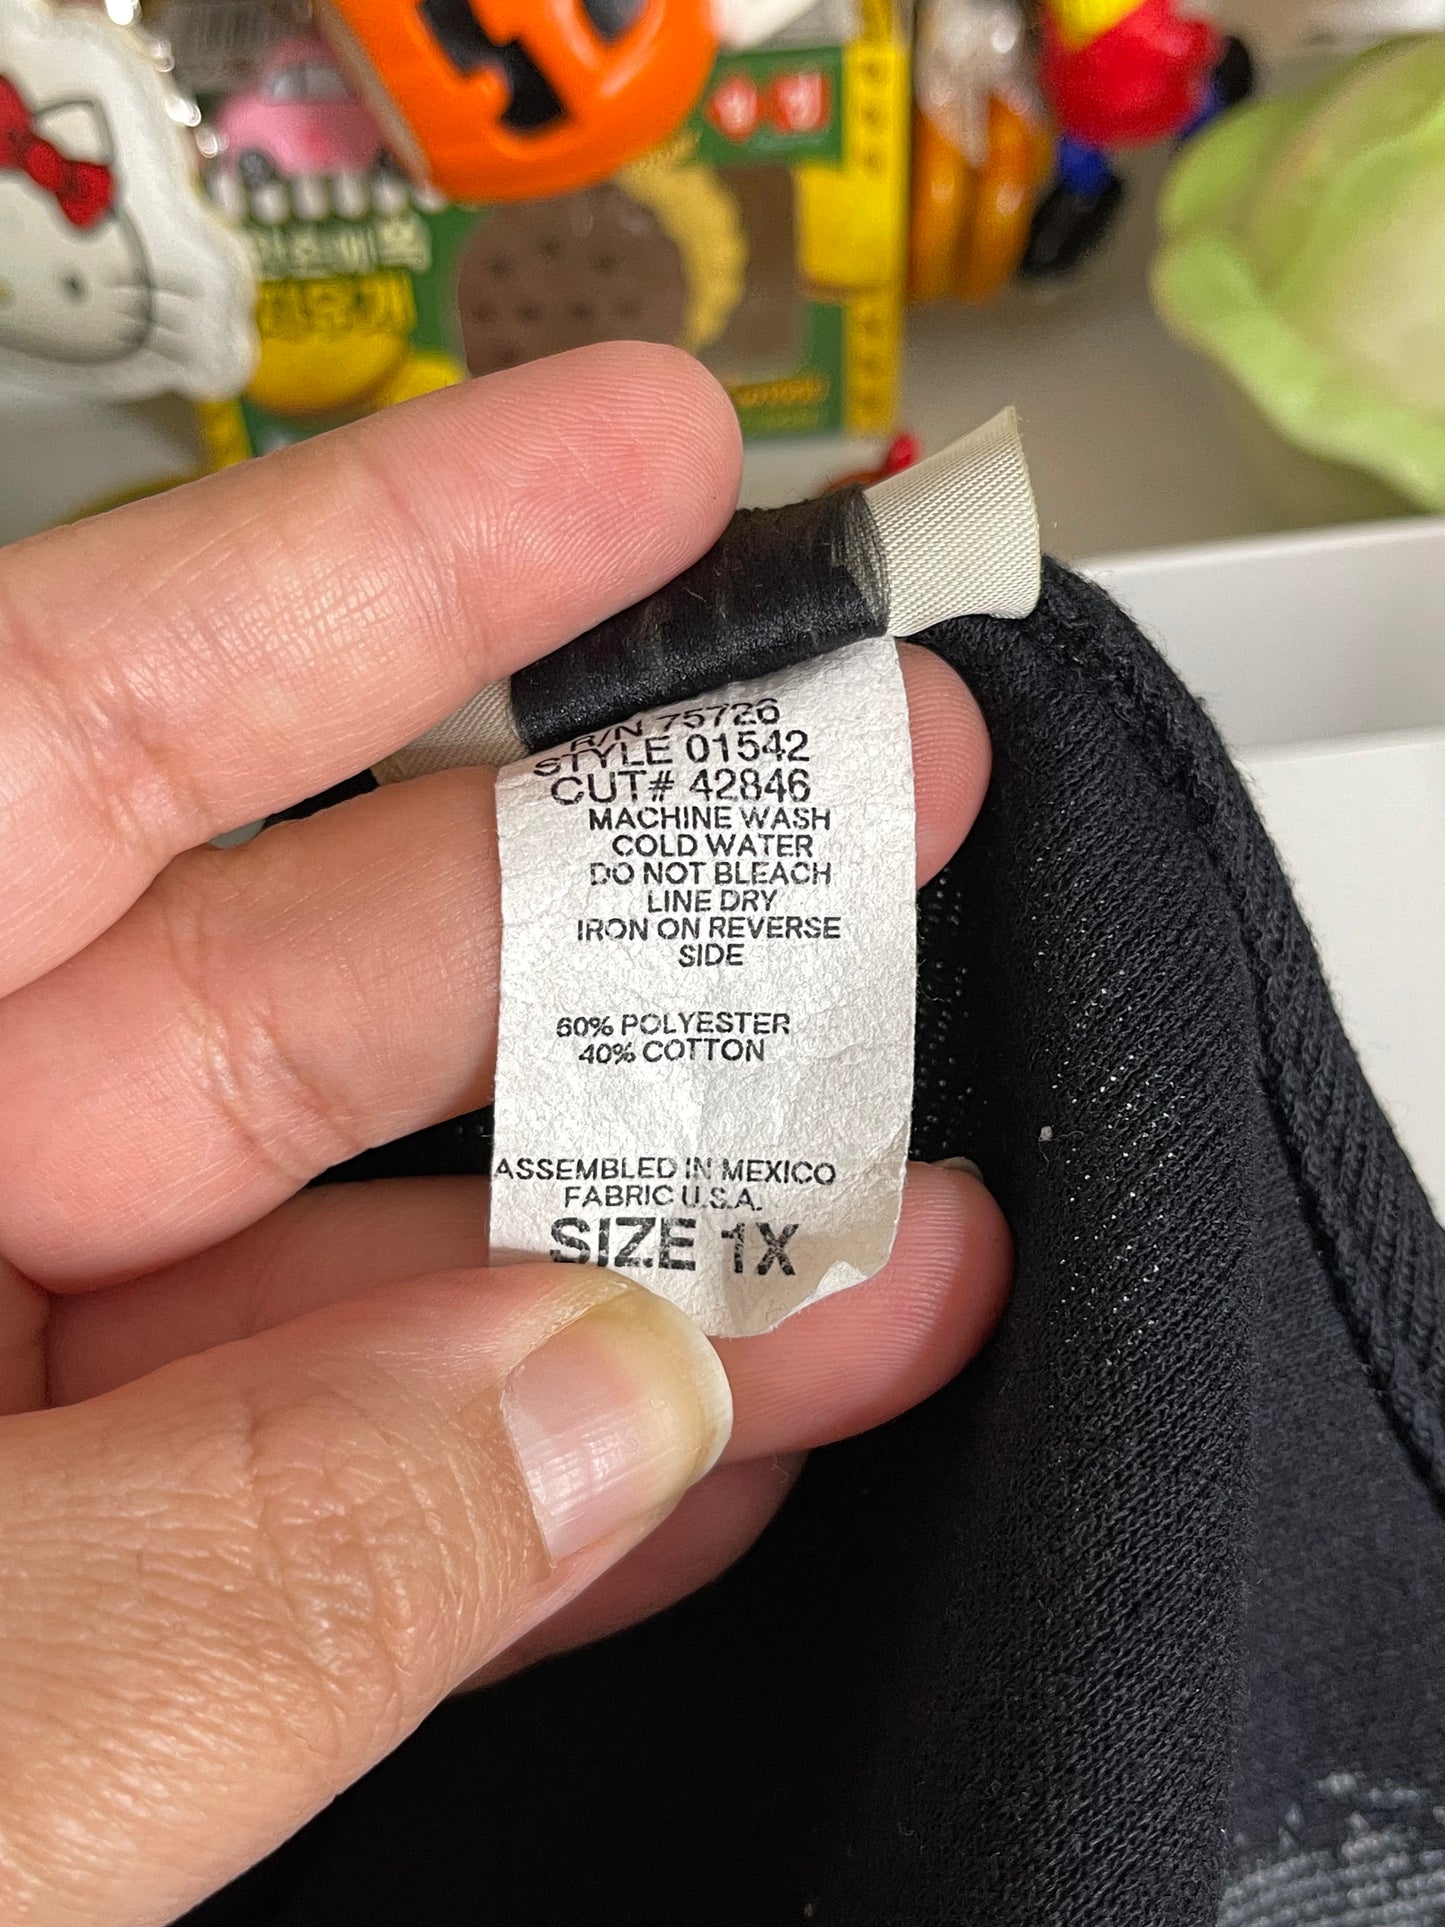 R/N 75726
STYLE 01542
CUT# 42846
MACHINE WASH
COLD WATER
DO NOT BLEACH
LINE DRY
IRON ON REVERSE
SIDE
60% POLYESTER
40% COTTON
ASSEMBLED IN MEXICO
FABRIC U.S.A.
SIZE 1X